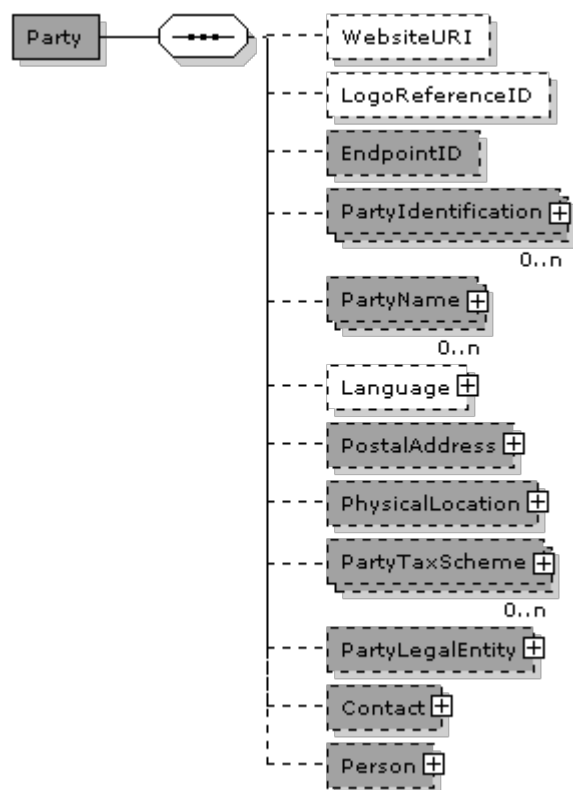 Party
WebsiteURI
LogoReferenceID
EndpointID
PartyIdentification
0..n
PartyName
0..n
Language
PostalAddress
PhysicalLocation
PartyTaxScheme
0..n
PartyLegalEntity
Contact
Person